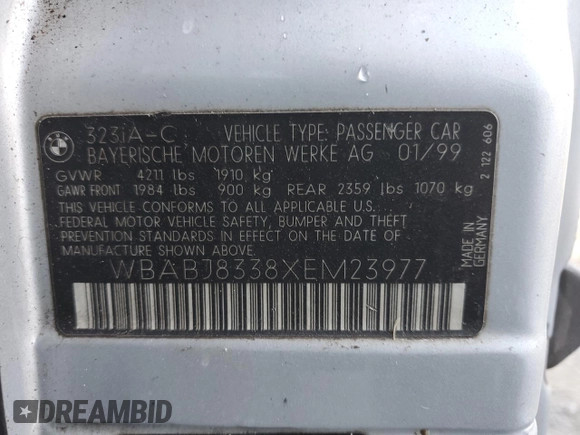 BMW
323iA-C VEHICLE TYPE: PASSENGER CAR
BAYERISCHE MOTOREN WERKE AG 01/99
GVWR 4211 lbs 1910 kg
GAWR FRONT 1984 lbs 900 kg REAR 2359 lbs 1070 kg
THIS VEHICLE CONFORMS TO ALL APPLICABLE U.S.
FEDERAL MOTOR VEHICLE SAFETY, BUMPER AND THEFT
PREVENTION STANDARDS IN EFFECT ON THE DATE OF
MANUFACTURE SHOWN ABOVE.
WBABJ8338XEM23977
MADE IN
GERMANY
2 122 606
DREAMBID